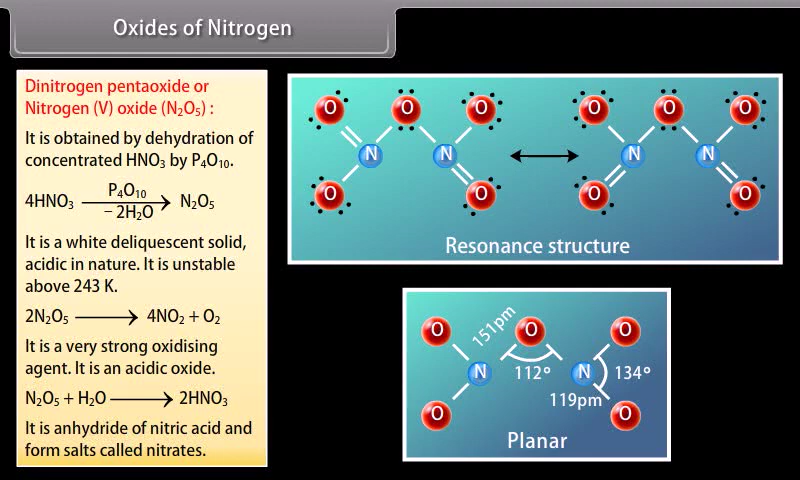 Oxides of Nitrogen
Dinitrogen pentaoxide or
Nitrogen (V) oxide (N₂O₅) :
It is obtained by dehydration of
concentrated HNO₃ by P₄O₁₀.
4HNO₃ P₄O₁₀ − 2H₂O → N₂O₅
It is a white deliquescent solid,
acidic in nature. It is unstable
above 243 K.
2N₂O₅ → 4NO₂ + O₂
It is a very strong oxidising
agent. It is an acidic oxide.
N₂O₅ + H₂O → 2HNO₃
It is anhydride of nitric acid and
form salts called nitrates.
O O O O O O
N N N N
O O O O
Resonance structure
O 151pm O O
N 112° N 134°
119pm
O O
Planar